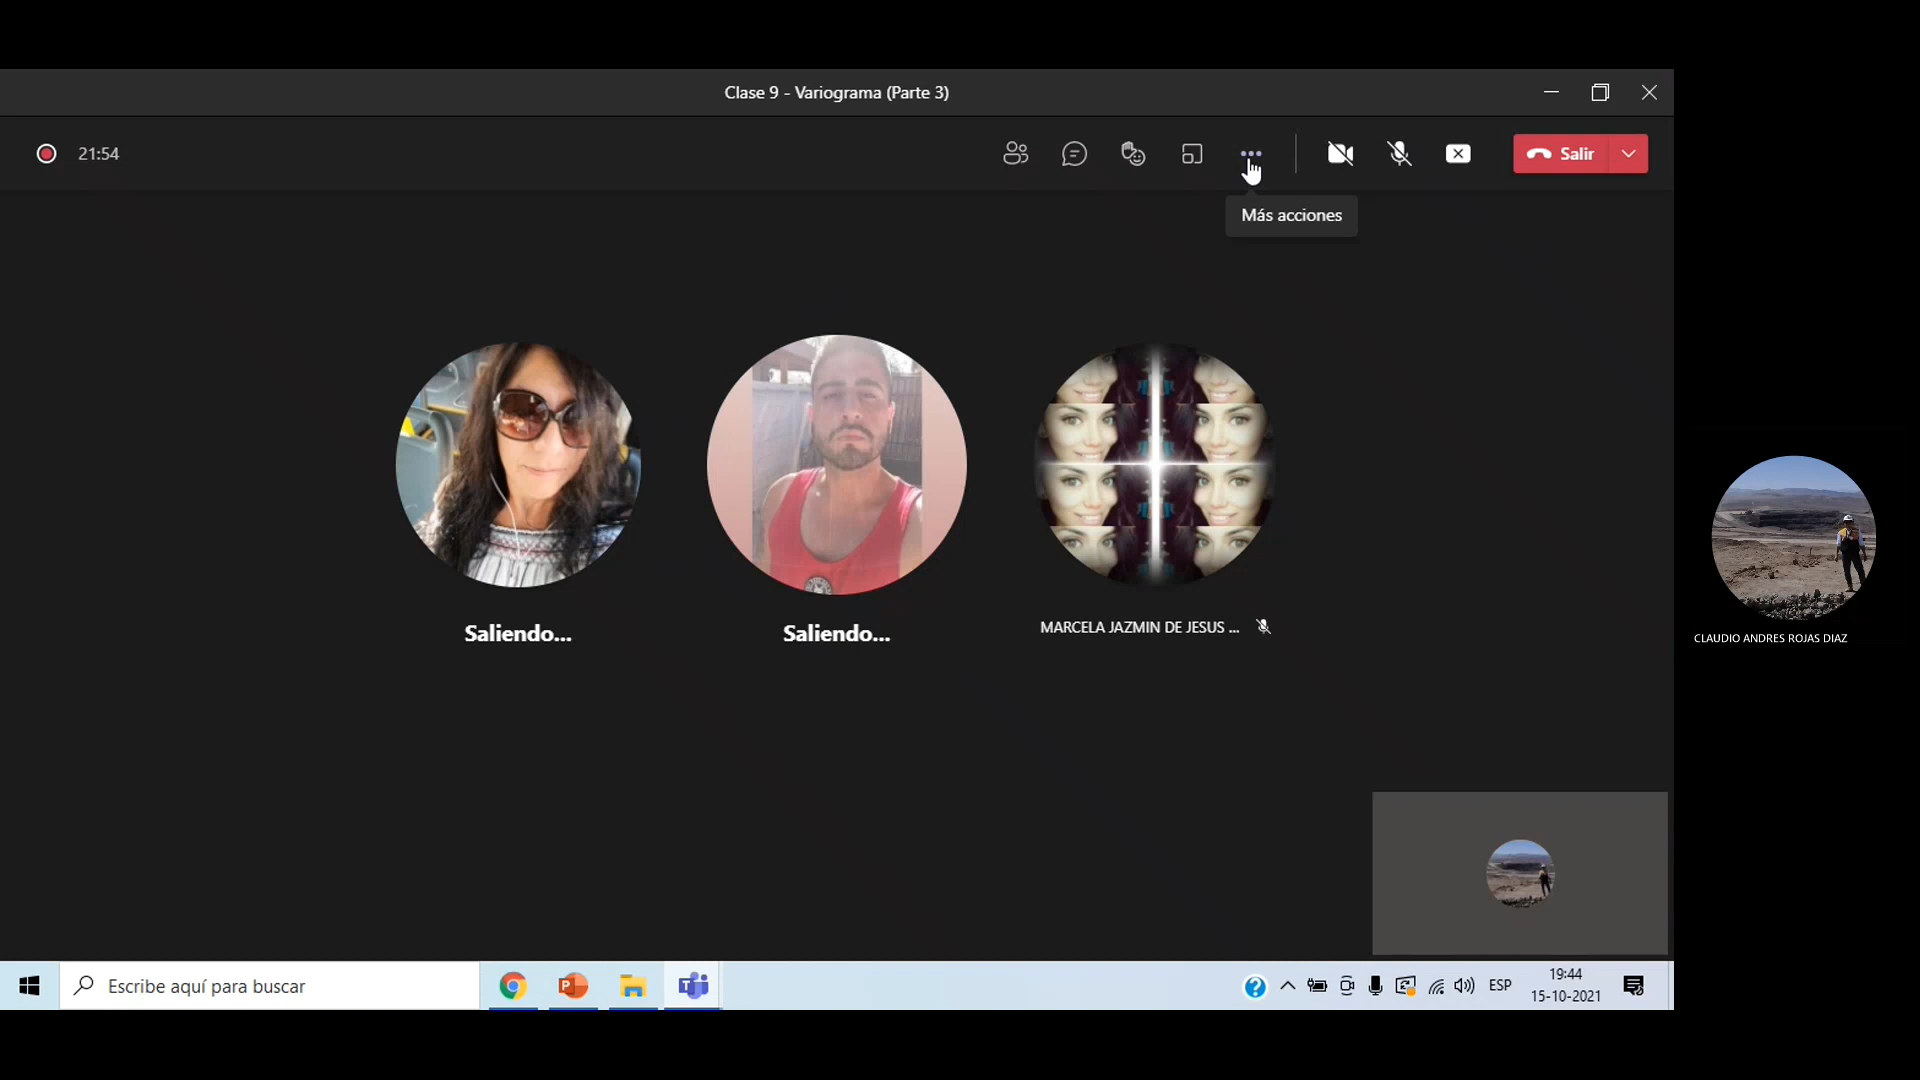 Clase 9 - Variograma (Parte 3)
21:54
Salir
Más acciones
Saliendo...
Saliendo...
MARCELA JAZMIN DE JESUS ...
CLAUDIO ANDRES ROJAS DIAZ
Escribe aquí para buscar
ESP
19:44
15-10-2021